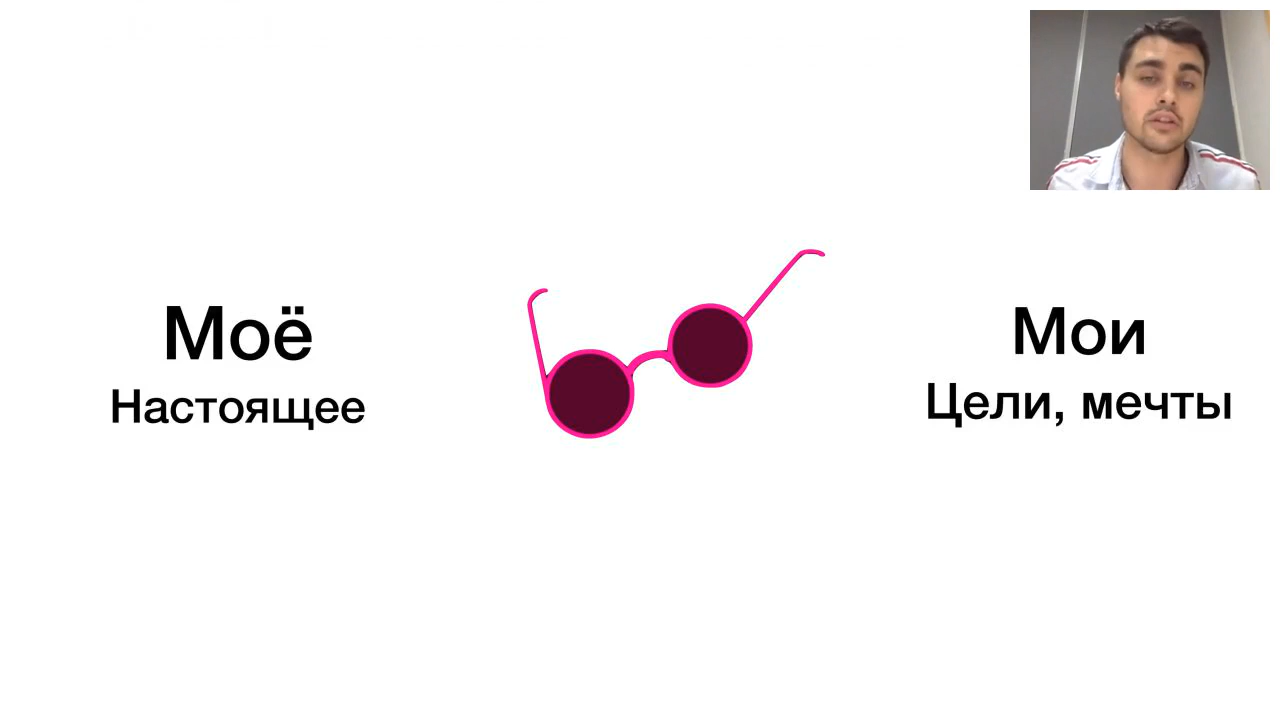 Моё
Настоящее
Мои
Цели, мечты